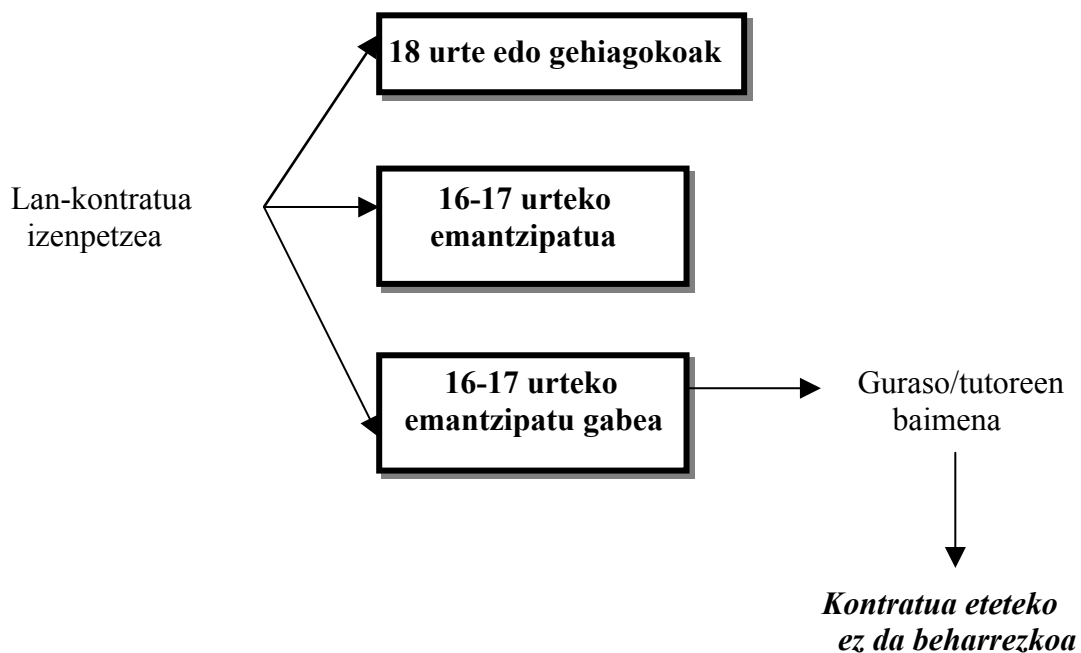 18 urte edo gehiagokoak
Lan-kontratua
izenpetzea
16-17 urteko
emantzipatua
16-17 urteko
emantzipatu gabea
Guraso/tutoreen
baimena
Kontratua eteteko
ez da beharrezkoa